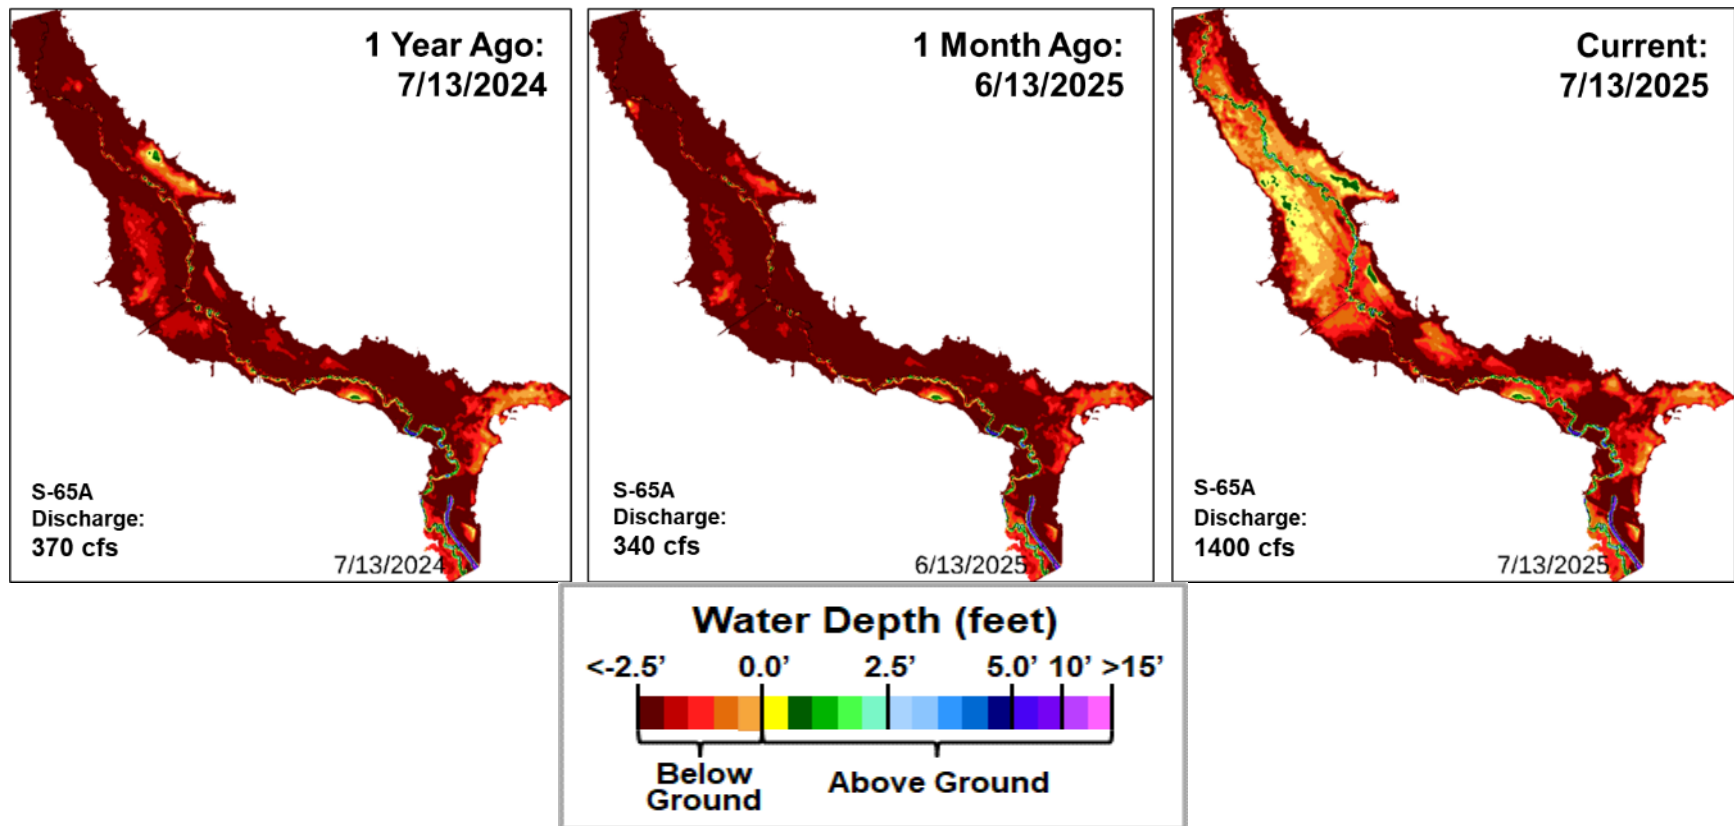 1 Year Ago:
7/13/2024
S-65A
Discharge:
370 cfs
7/13/2024
1 Month Ago:
6/13/2025
S-65A
Discharge:
340 cfs
6/13/2025
Current:
7/13/2025
S-65A
Discharge:
1400 cfs
7/13/2025
Water Depth (feet)
<-2.5’ 0.0’ 2.5’ 5.0’ 10’ >15’
Below
Ground
Above Ground